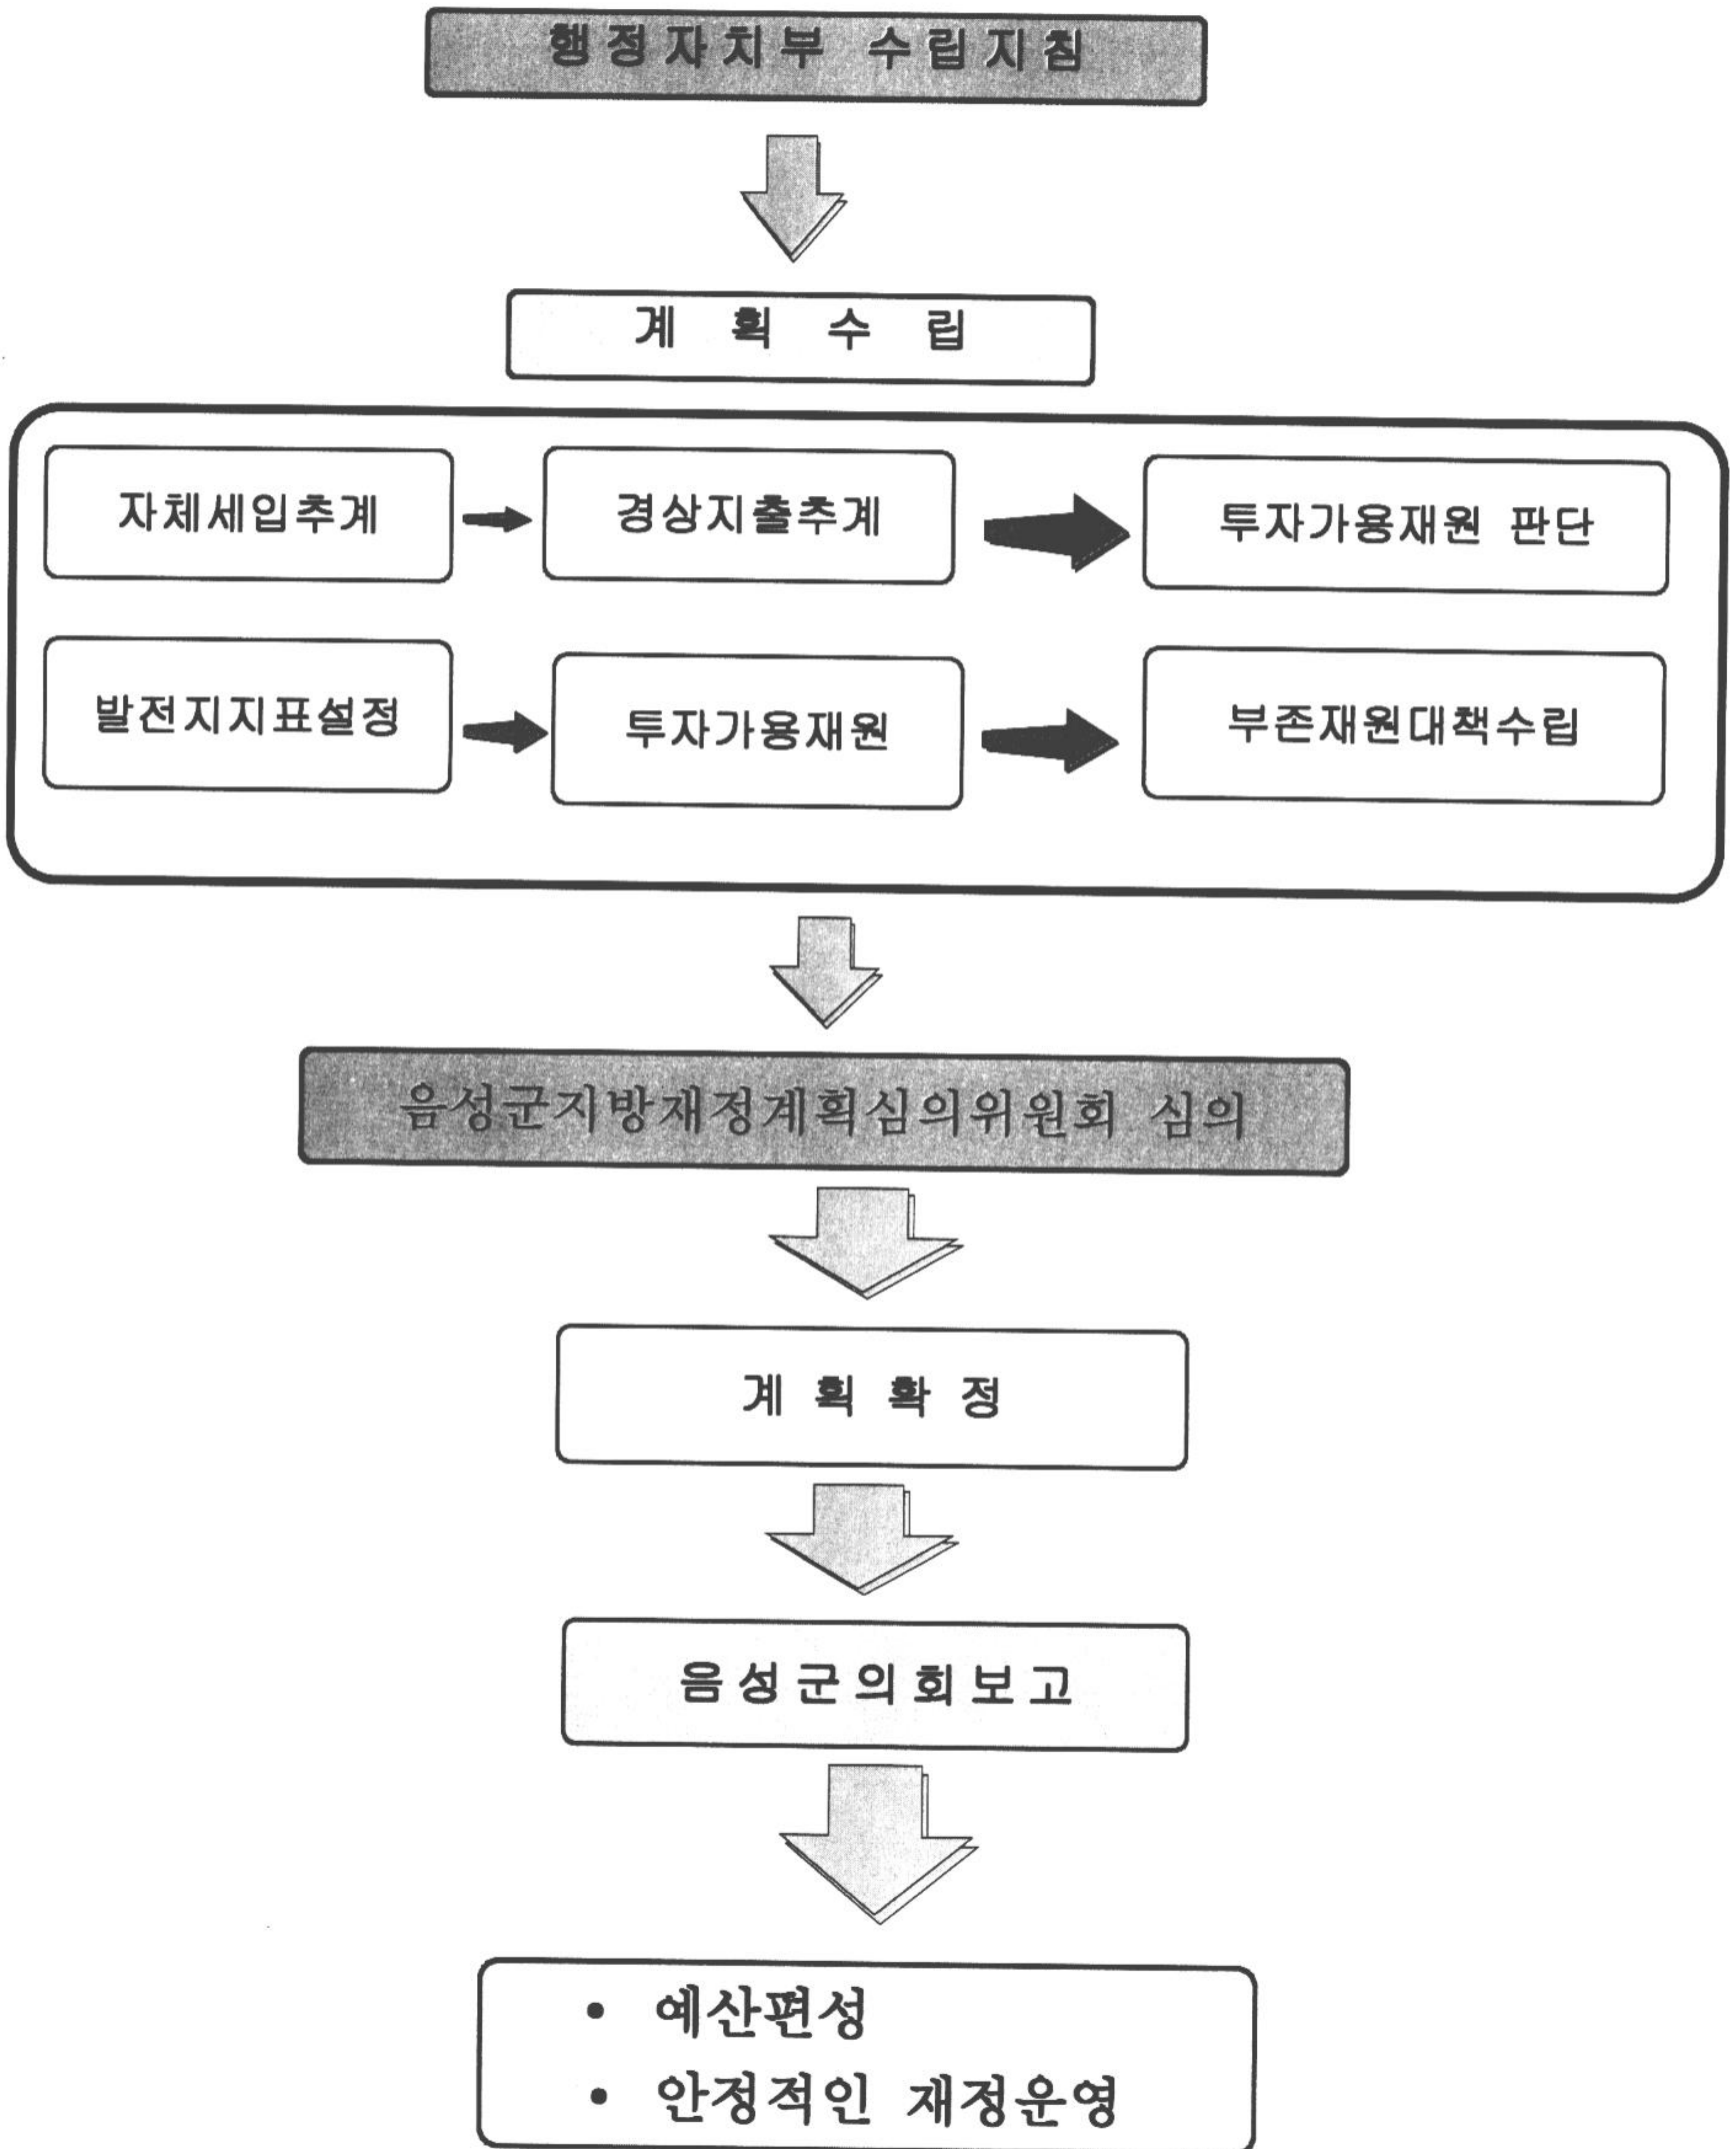 행정자치부 수립지침
계 획 수 립
자체세입추계
경상지출추계
투자가용재원 판단
발전지지표설정
투자가용재원
부존재원대책수립
음성군지방재정계획심의위원회 심의
계획확정
음성군의회보고
• 예산편성
• 안정적인 재정운영